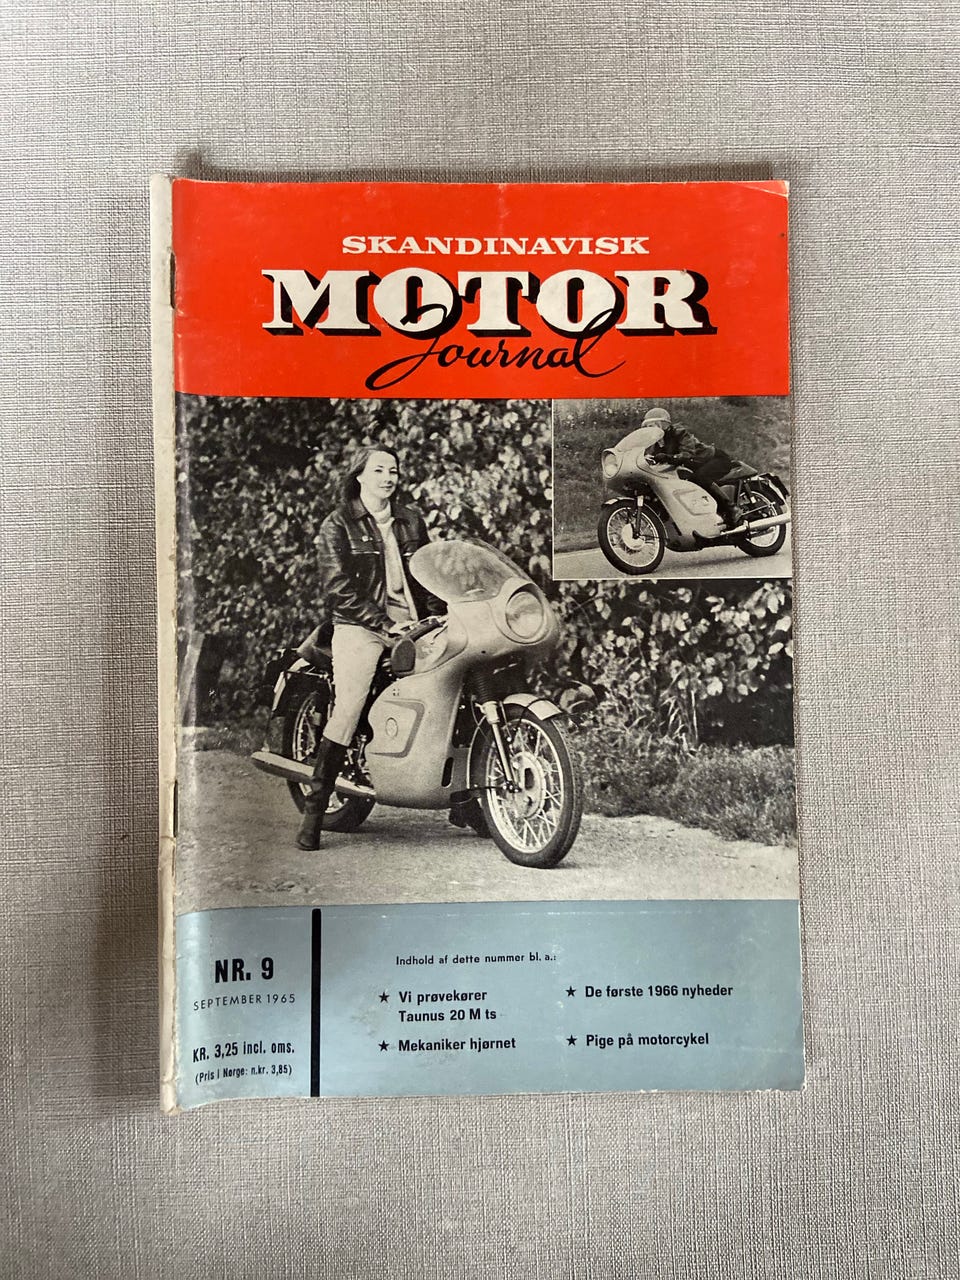 SKANDINAVISK
MOTOR
Journal
NR. 9
SEPTEMBER 1965
KR. 3,25 incl. oms.
(Pris i Norge: n.kr. 3,85)
Indhold af dette nummer bl. a.:
★ Vi prøvekører
Taunus 20 M ts
★ Mekaniker hjørnet
★ De første 1966 nyheder
★ Pige på motorcykel